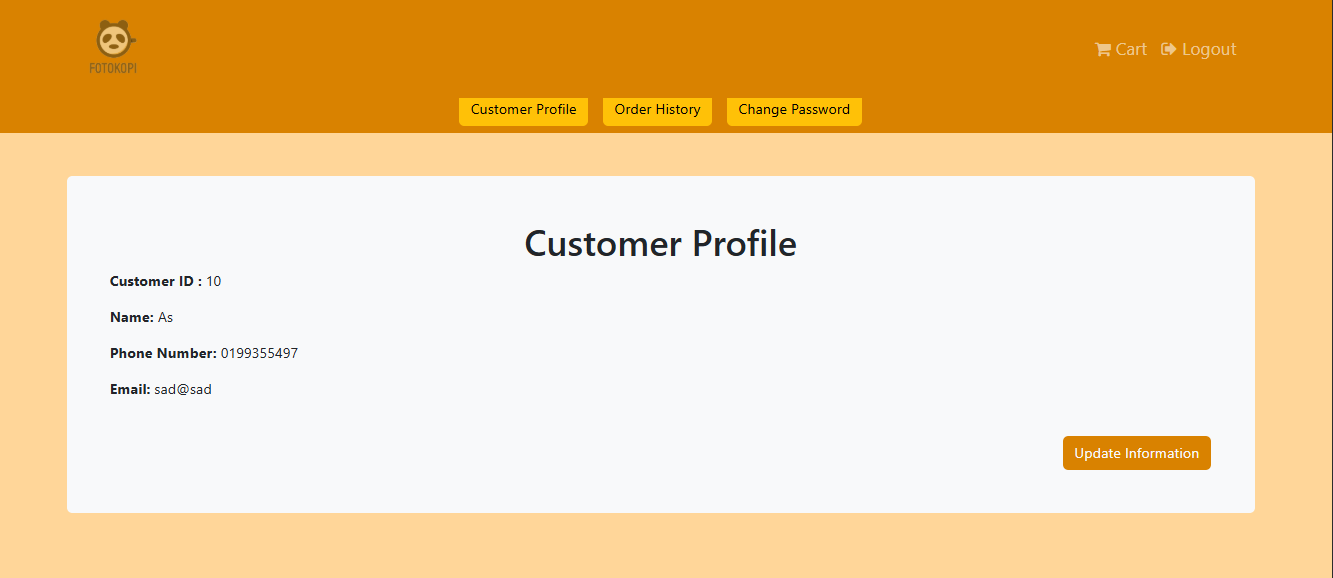 FOTOKOPI
Cart Logout
Customer Profile Order History Change Password
Customer Profile
Customer ID : 10
Name: As
Phone Number: 0199355497
Email: sad@sad
Update Information